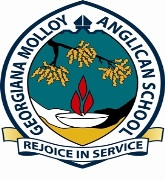 GEORGIANA MOLLOY ANGLICAN SCHOOL
REJOICE IN SERVICE